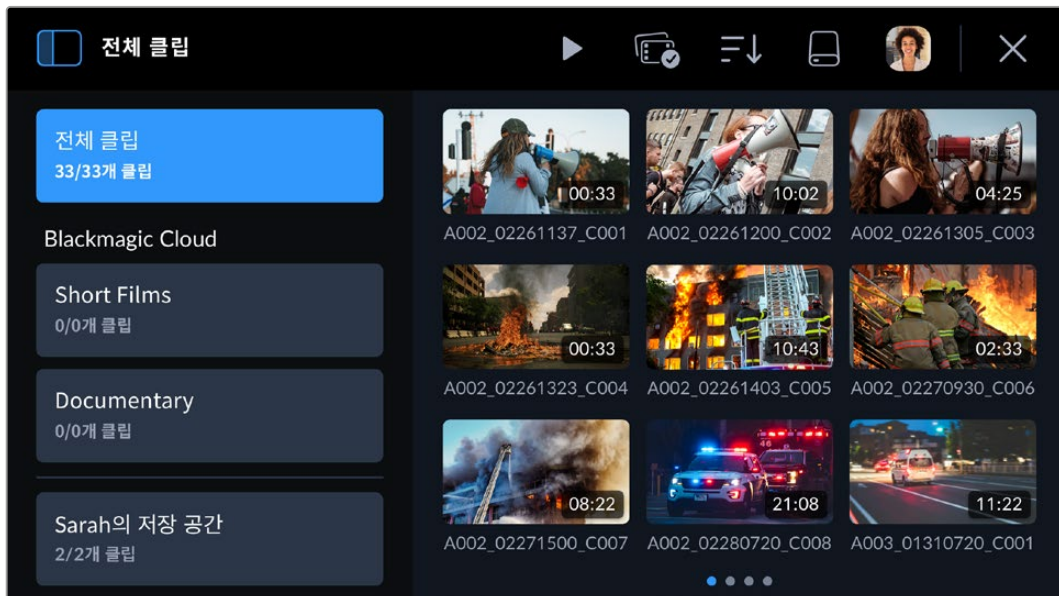 전체 클립
전체 클립
33/33개 클립
Blackmagic Cloud
Short Films
0/0개 클립
Documentary
0/0개 클립
Sarah의 저장 공간
2/2개 클립
00:33
10:02
04:25
A002_02261137_C001
A002_02261200_C002
A002_02261305_C003
00:33
10:43
02:33
A002_02261323_C004
A002_02261403_C005
A002_02270930_C006
08:22
21:08
11:22
A002_02271500_C007
A002_02280720_C008
A003_01310720_C001